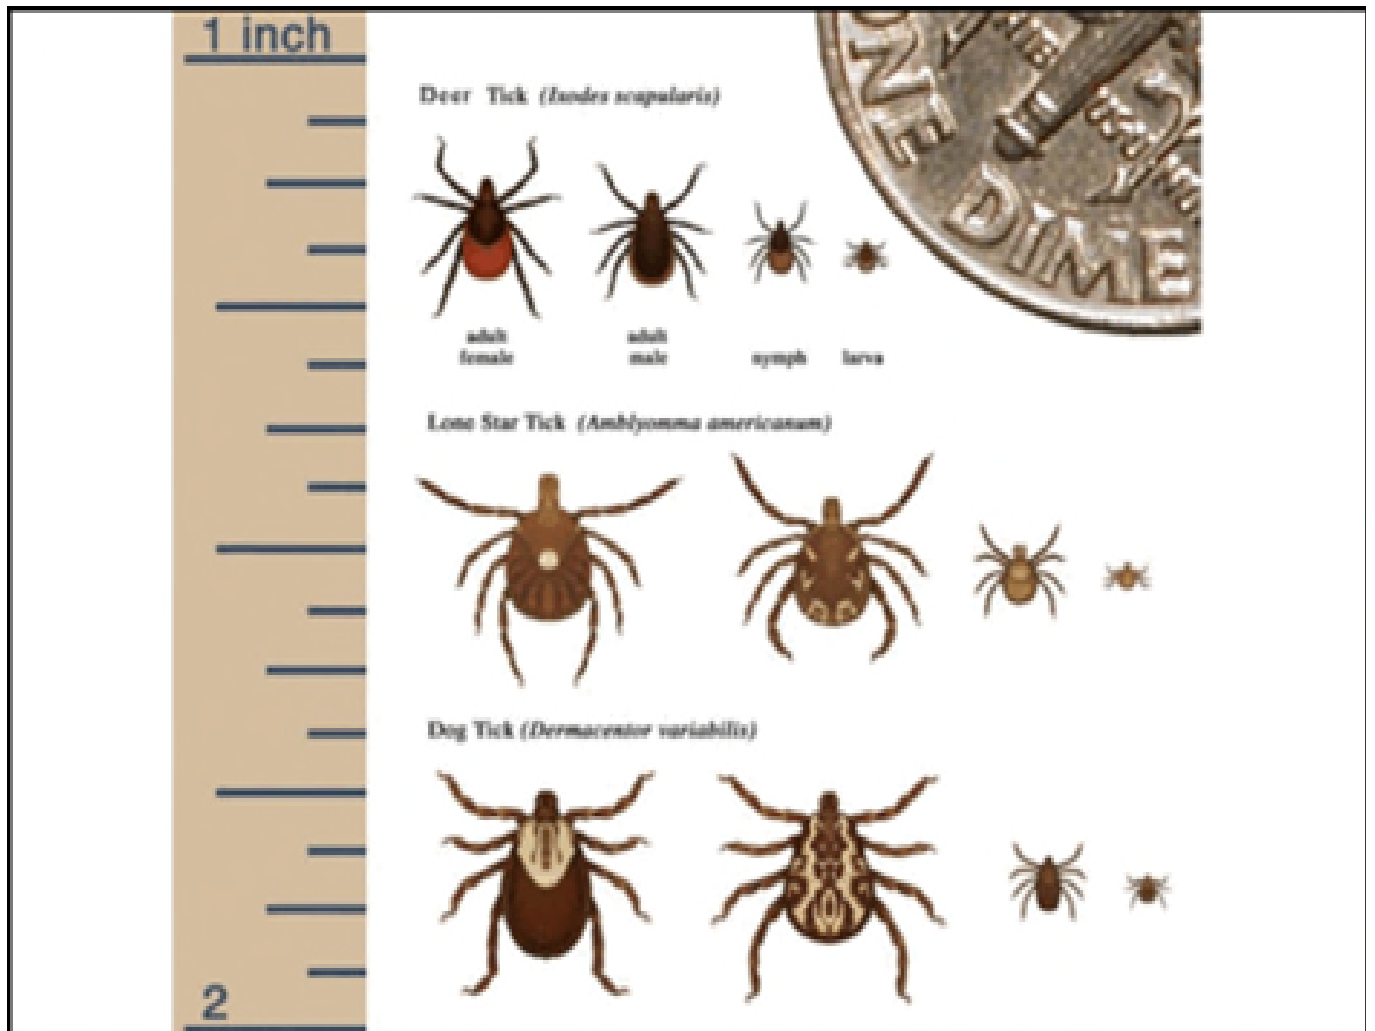 1 inch
Deer Tick (Ixodes scapularis)
ONE DIME
adult female
adult male
nymph
larva
Lone Star Tick (Amblyomma americanum)
Dog Tick (Dermacentor variabilis)
2